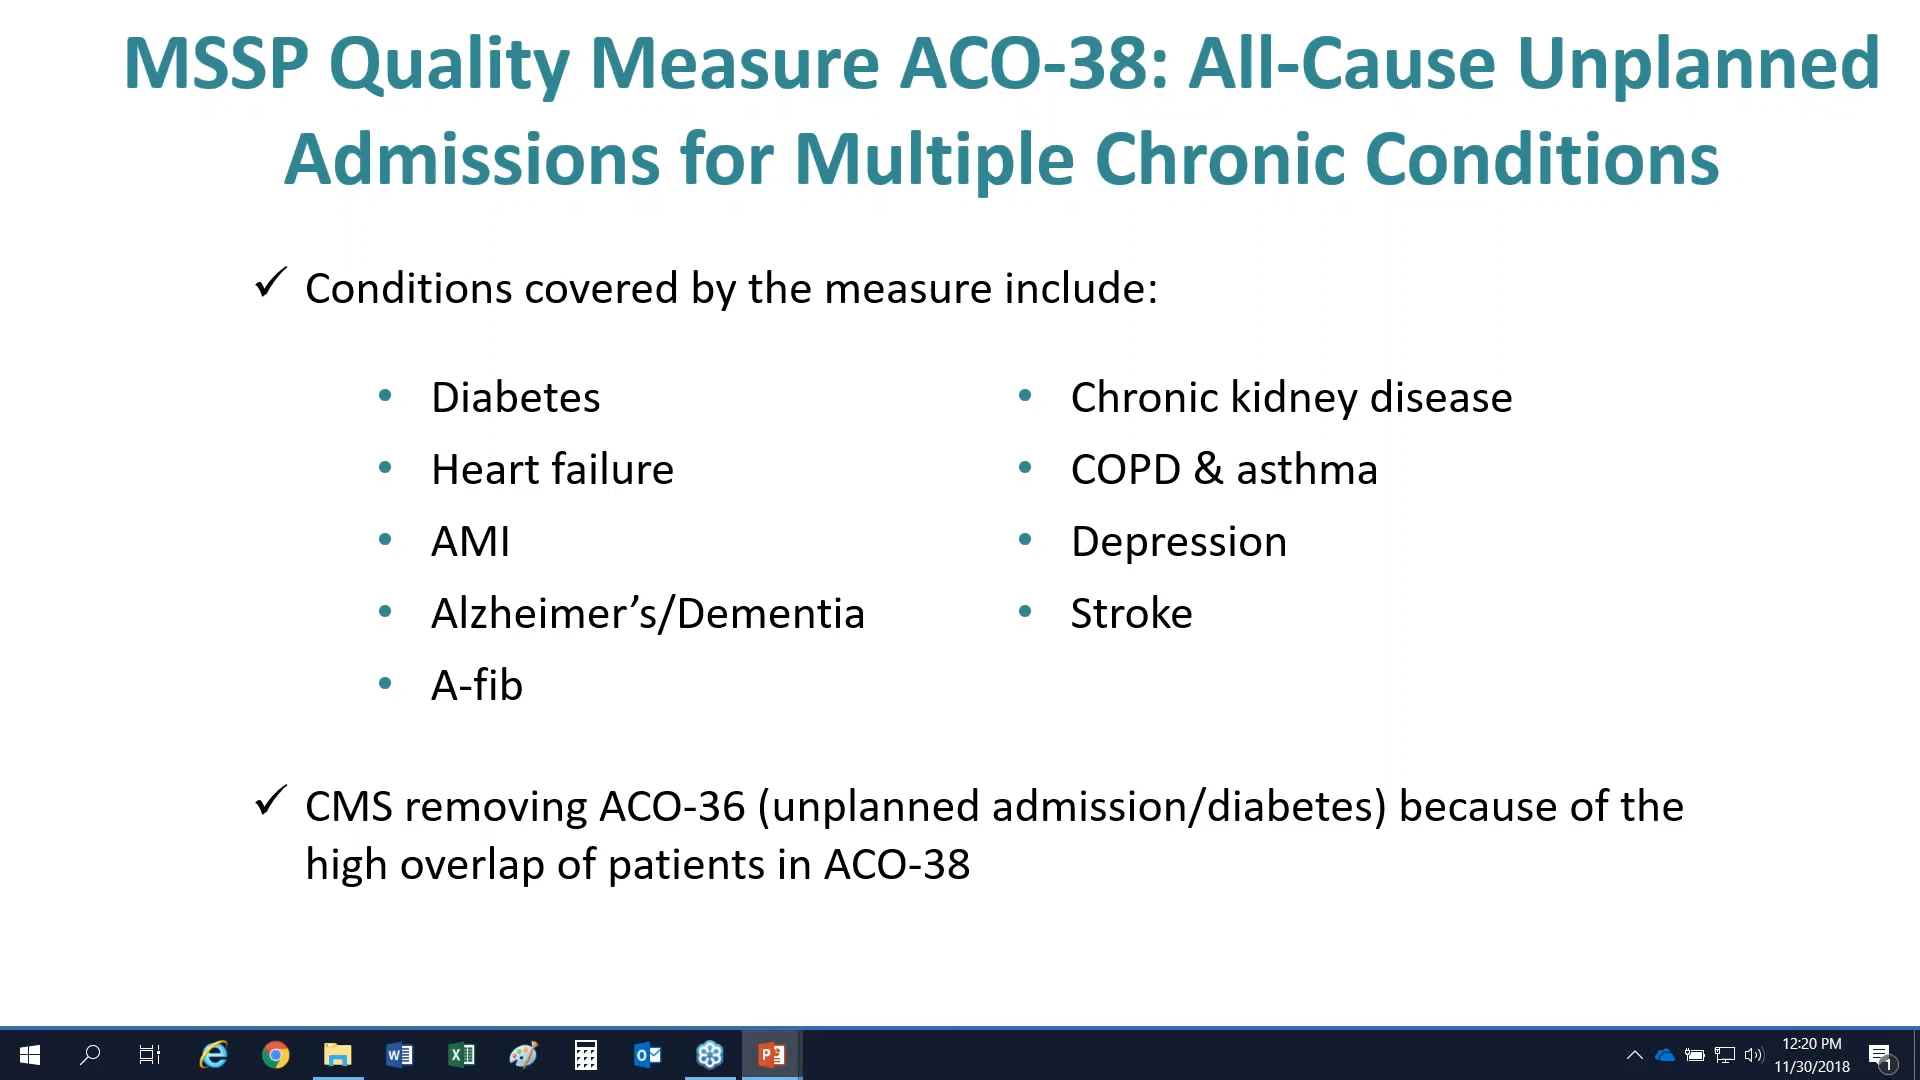 MSSP Quality Measure ACO-38: All-Cause Unplanned
Admissions for Multiple Chronic Conditions
✓ Conditions covered by the measure include:
• Diabetes
• Heart failure
• AMI
• Alzheimer’s/Dementia
• A-fib
• Chronic kidney disease
• COPD & asthma
• Depression
• Stroke
✓ CMS removing ACO-36 (unplanned admission/diabetes) because of the
high overlap of patients in ACO-38
12:20 PM
11/30/2018
1